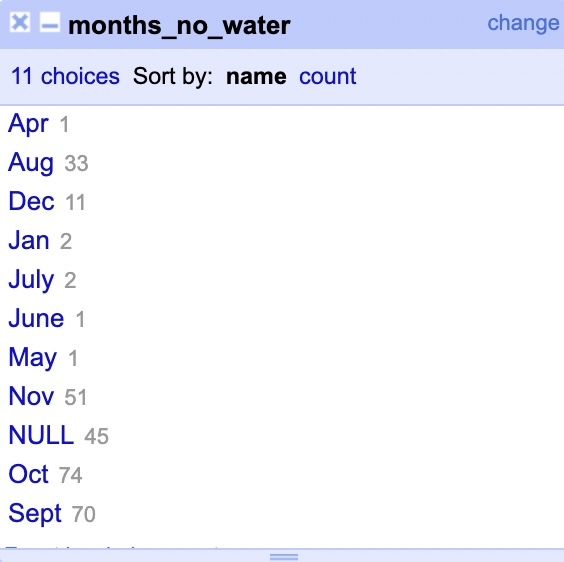 months_no_water change
11 choices Sort by: name count
Apr 1
Aug 33
Dec 11
Jan 2
July 2
June 1
May 1
Nov 51
NULL 45
Oct 74
Sept 70